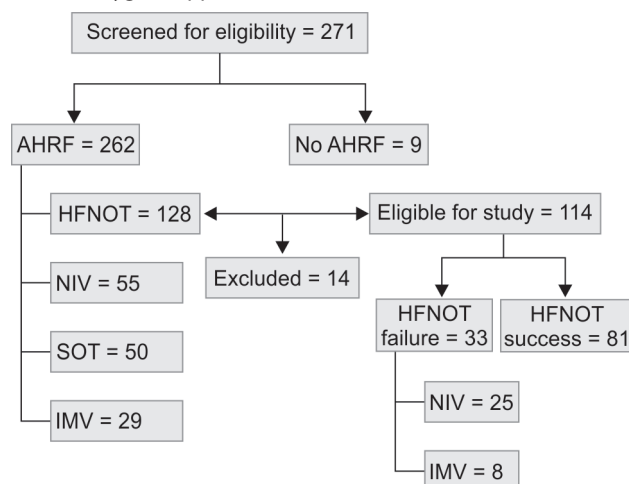 Screened for eligibility = 271
AHRF = 262
No AHRF = 9
HFNOT = 128
Eligible for study = 114
Excluded = 14
NIV = 55
HFNOT
failure = 33
HFNOT
success = 81
SOT = 50
NIV = 25
IMV = 29
IMV = 8